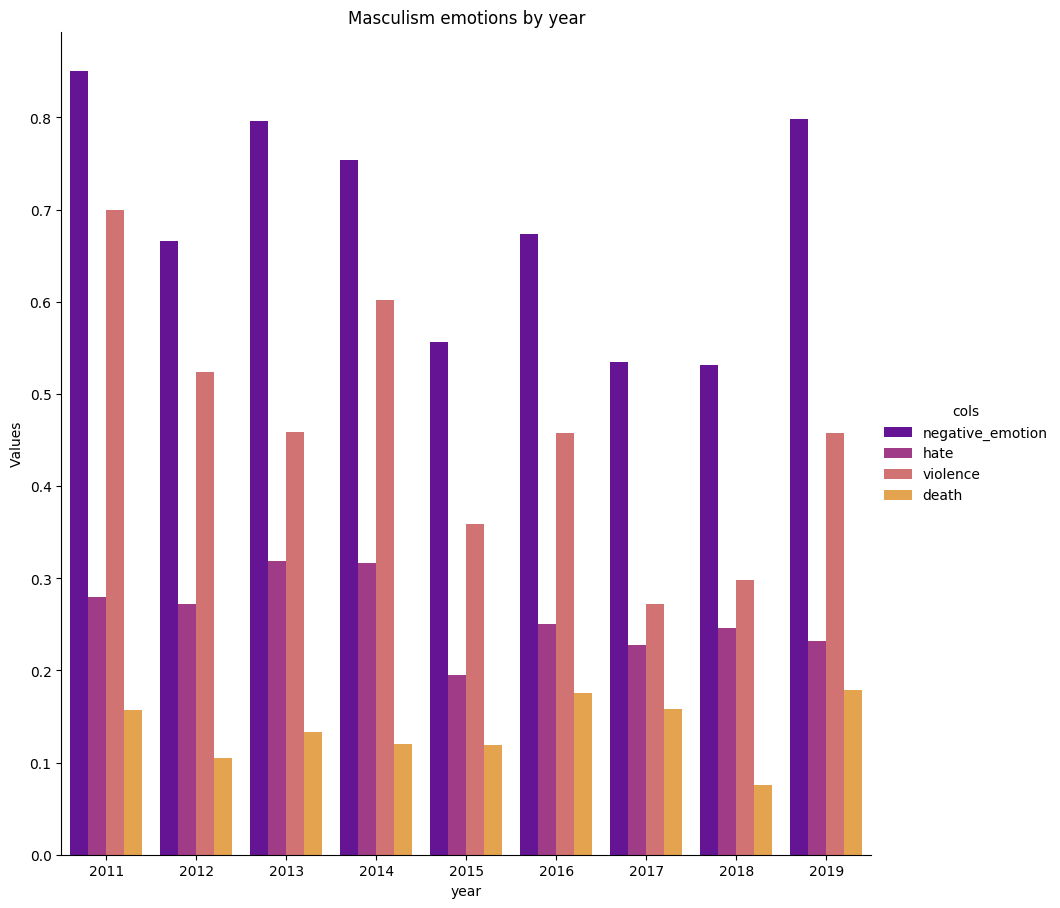 Masculism emotions by year
Values
0.8
0.7
0.6
0.5
0.4
0.3
0.2
0.1
0.0
2011 2012 2013 2014 2015 2016 2017 2018 2019
year
cols
negative_emotion
hate
violence
death